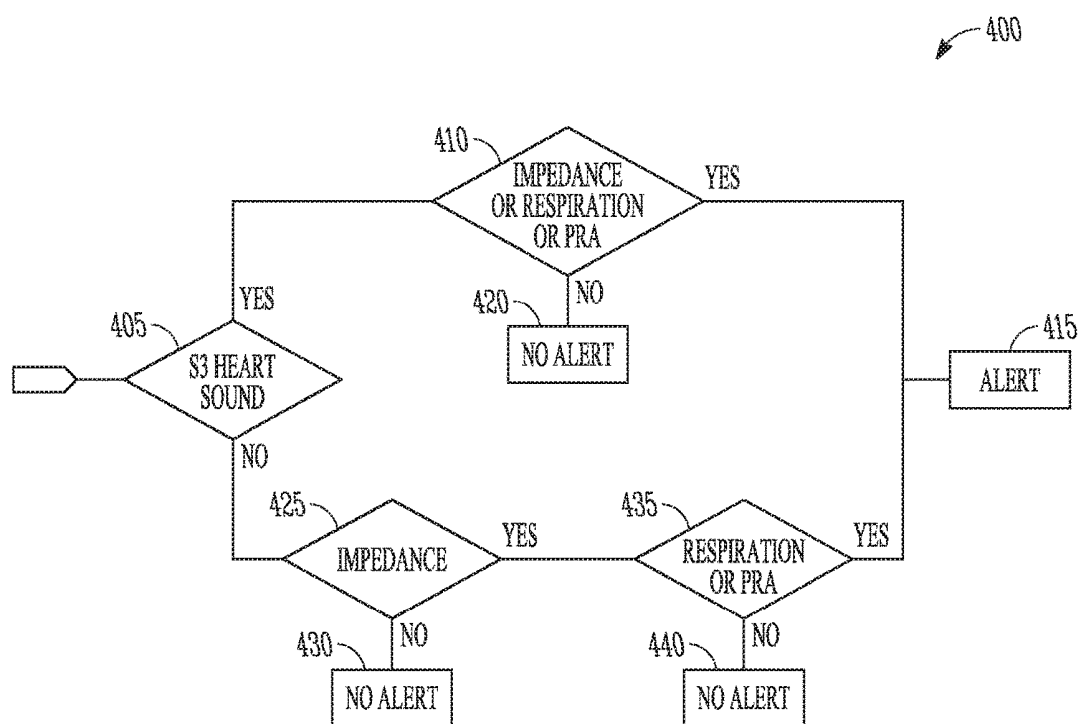 400
410
IMPEDANCE
OR RESPIRATION
OR PRA
YES
NO
420
NO ALERT
YES
405
S3 HEART
SOUND
NO
415
ALERT
425
IMPEDANCE
YES
NO
430
NO ALERT
435
RESPIRATION
OR PRA
YES
NO
440
NO ALERT